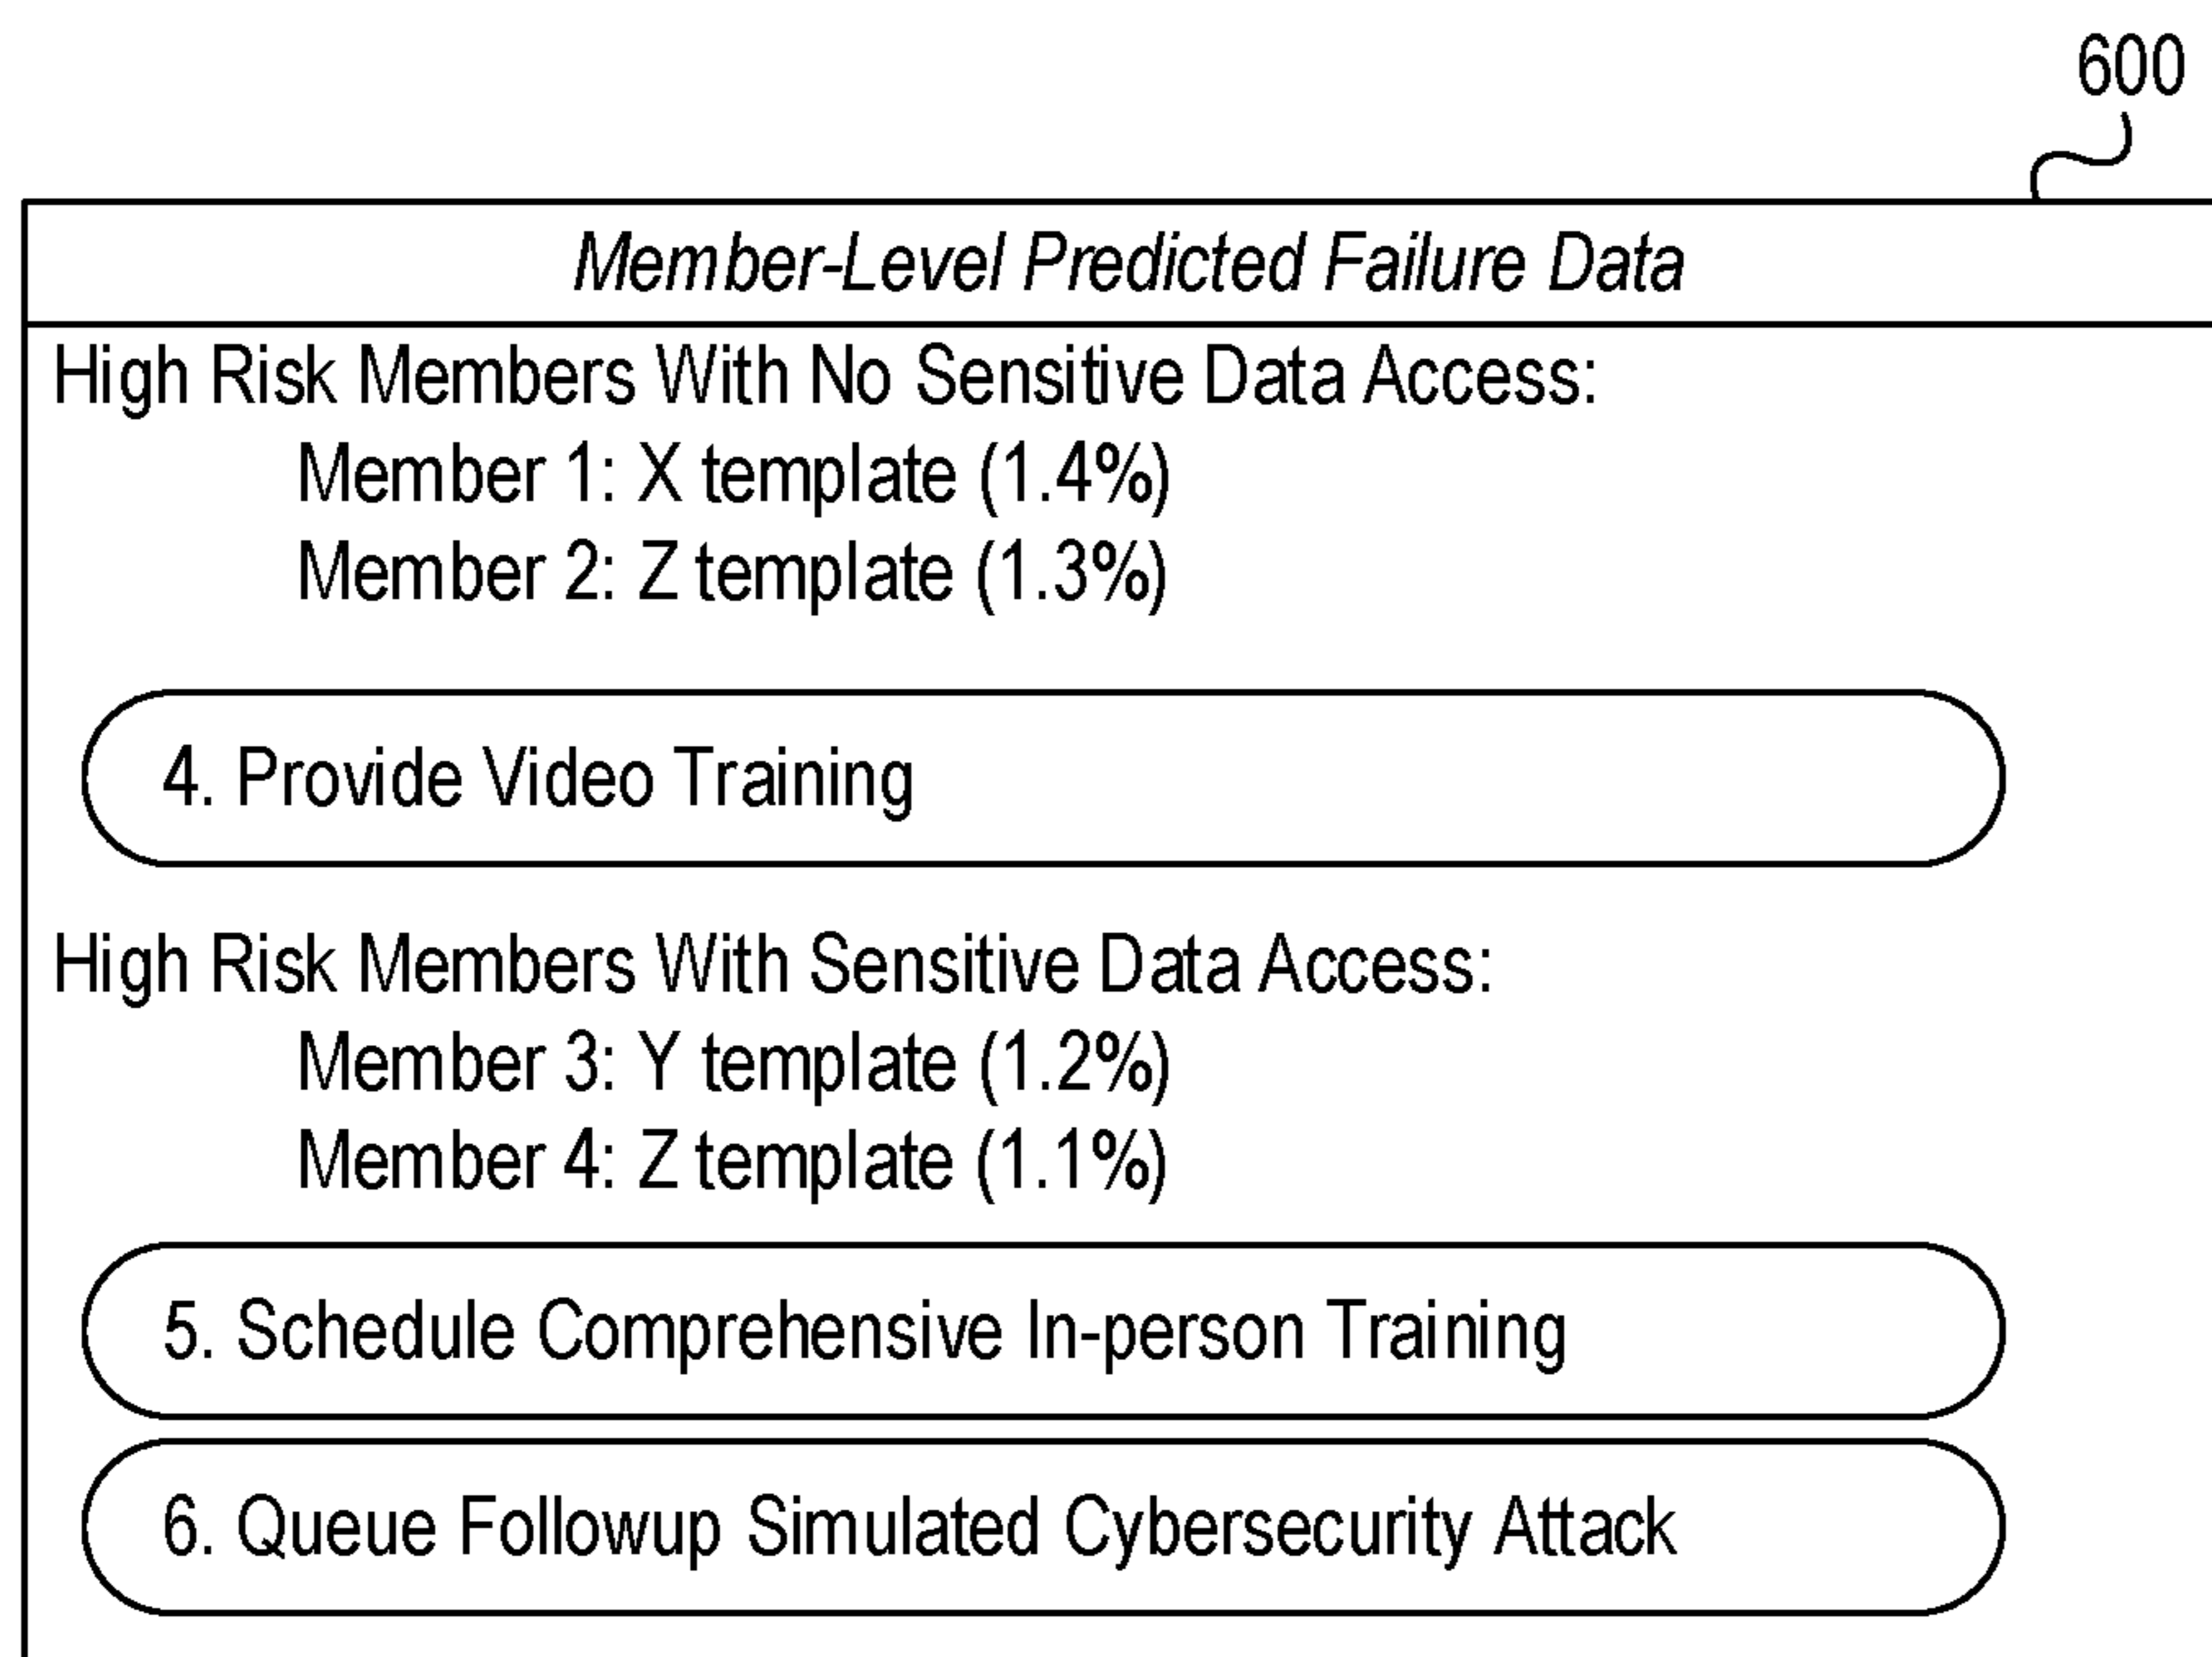 600
Member-Level Predicted Failure Data
High Risk Members With No Sensitive Data Access:
Member 1: X template (1.4%)
Member 2: Z template (1.3%)
4. Provide Video Training
High Risk Members With Sensitive Data Access:
Member 3: Y template (1.2%)
Member 4: Z template (1.1%)
5. Schedule Comprehensive In-person Training
6. Queue Followup Simulated Cybersecurity Attack